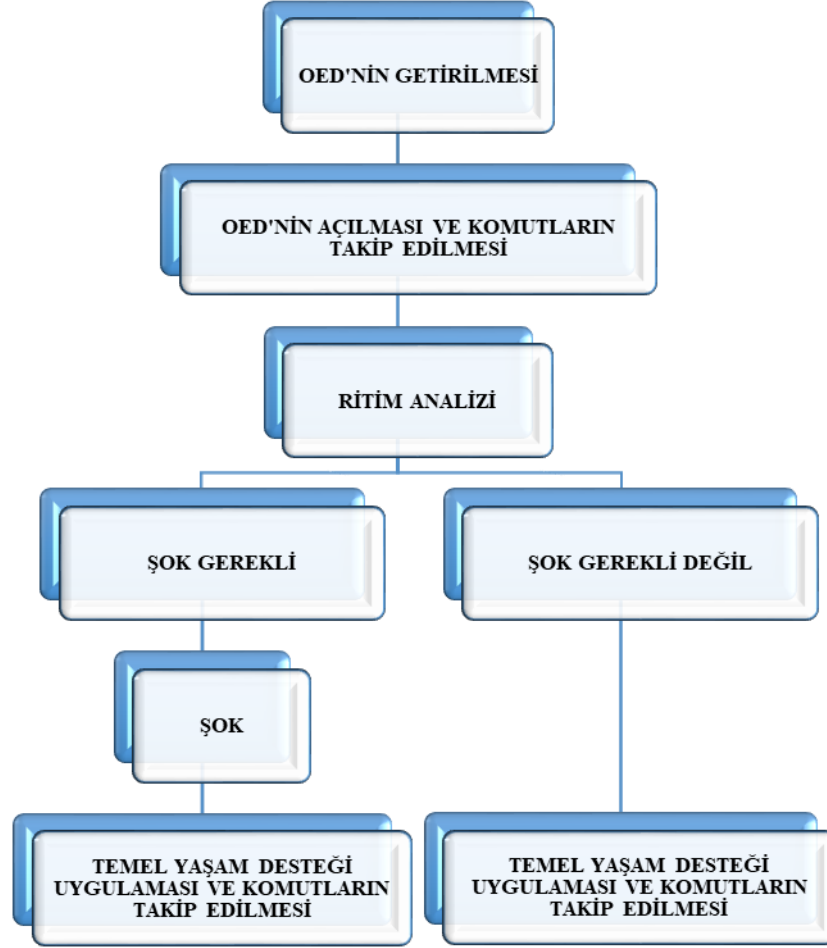 OED'NİN GETİRİLMESİ
OED'NİN AÇILMASI VE KOMUTLARIN
TAKİP EDİLMESİ
RİTİM ANALİZİ
ŞOK GEREKLİ
ŞOK GEREKLİ DEĞİL
ŞOK
TEMEL YAŞAM DESTEĞİ
UYGULAMASI VE KOMUTLARIN
TAKİP EDİLMESİ
TEMEL YAŞAM DESTEĞİ
UYGULAMASI VE KOMUTLARIN
TAKİP EDİLMESİ